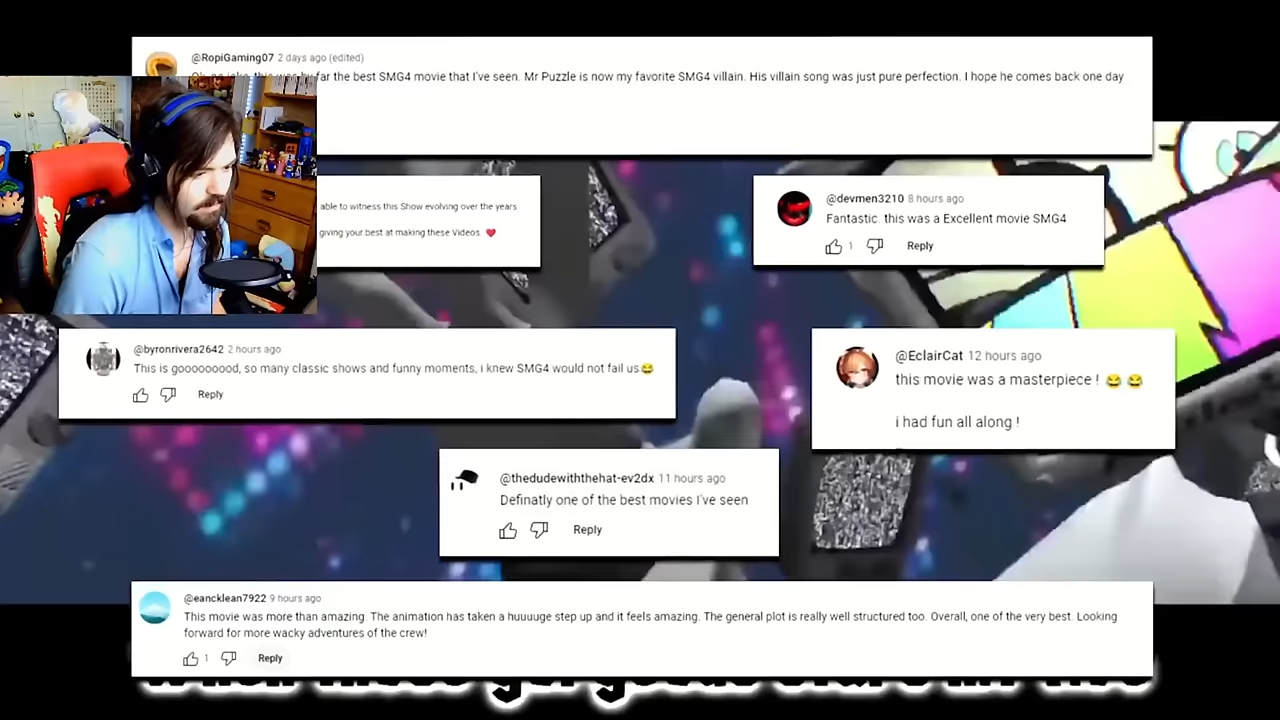 @RopiGaming07 2 days ago (edited)
far the best SMG4 movie that I've seen. Mr Puzzle is now my favorite SMG4 villain. His villain song was just pure perfection. I hope he comes back one day
able to witness this Show evolving over the years
giving your best at making these Videos ❤️
@devmen3210 8 hours ago
Fantastic. this was a Excellent movie SMG4
1 Reply
@byronrivera2642 2 hours ago
This is gooooooood, so many classic shows and funny moments, i knew SMG4 would not fail us😂
Reply
@EclairCat 12 hours ago
this movie was a masterpiece ! 😂 😂
i had fun all along !
@thedudewiththehat-ev2dx 11 hours ago
Definatly one of the best movies I've seen
Reply
@eancklean7922 9 hours ago
This movie was more than amazing. The animation has taken a huuuuge step up and it feels amazing. The general plot is really well structured too. Overall, one of the very best. Looking
forward for more wacky adventures of the crew!
1 Reply